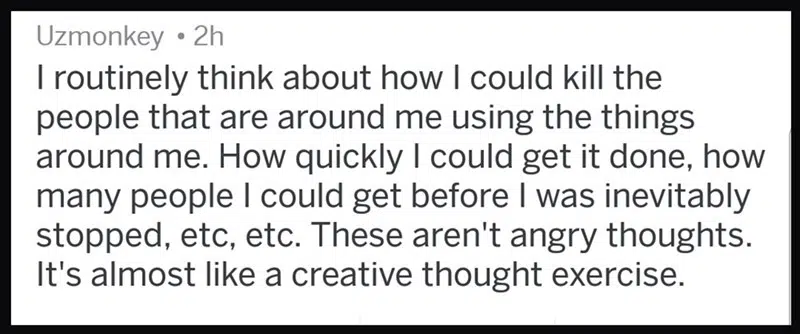 Uzmonkey • 2h
I routinely think about how I could kill the
people that are around me using the things
around me. How quickly I could get it done, how
many people I could get before I was inevitably
stopped, etc, etc. These aren't angry thoughts.
It's almost like a creative thought exercise.